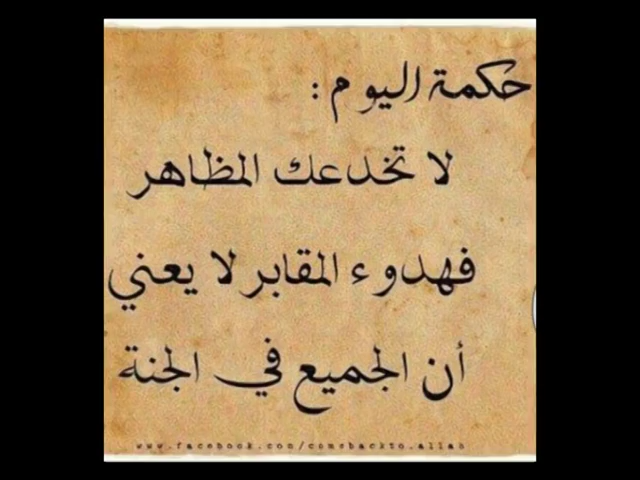 حكمة اليوم :
لا تخدعك المظاهر
فهدوء المقابر لا يعني
أن الجميع في الجنة
www.facebook.com/comebackto.allah